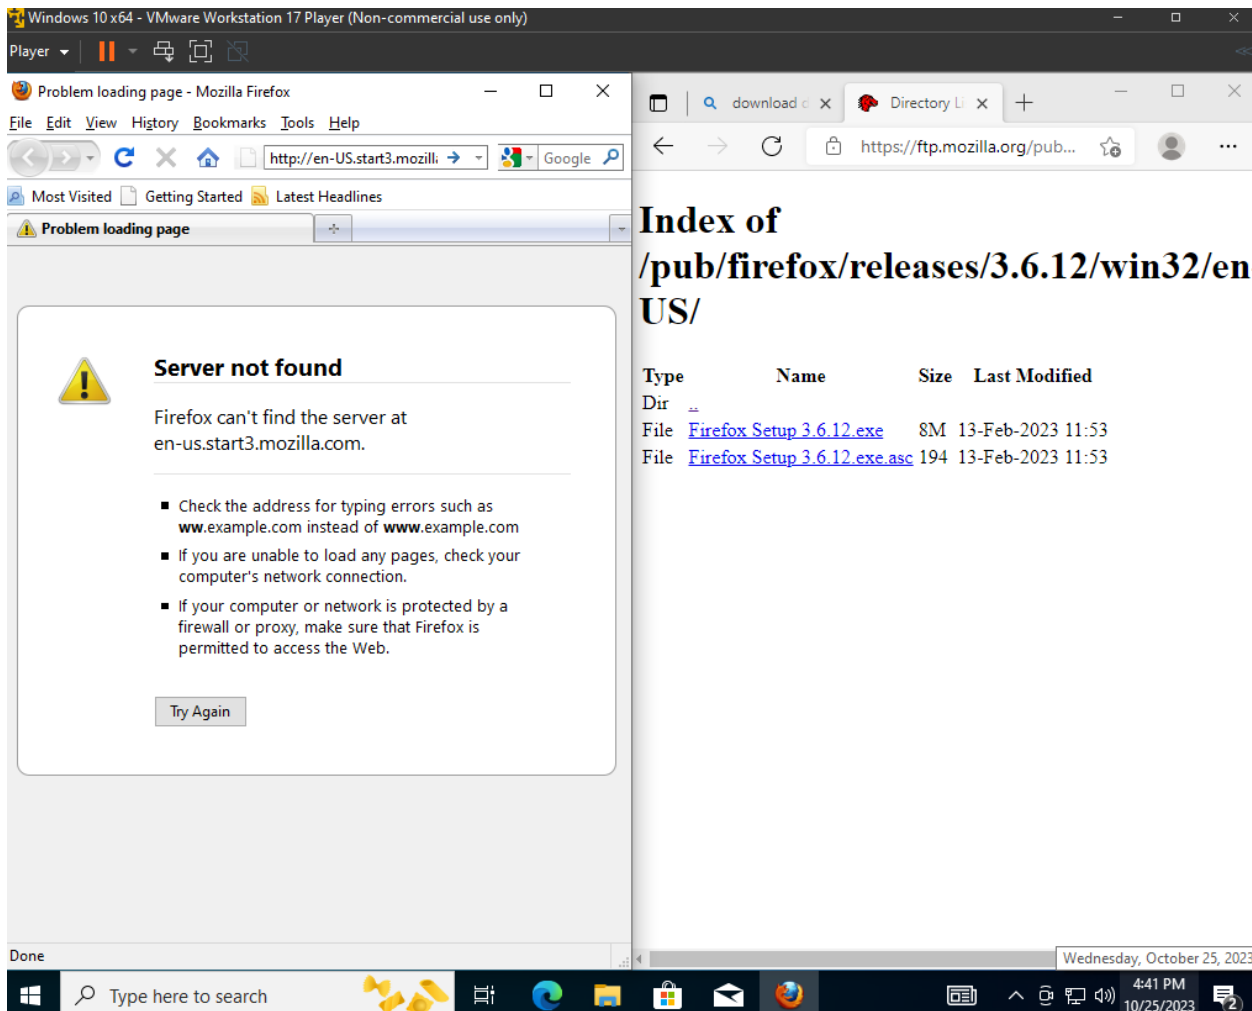 Windows 10 x64 - VMware Workstation 17 Player (Non-commercial use only)
Player
Problem loading page - Mozilla Firefox
File Edit View History Bookmarks Tools Help
http://en-US.start3.mozill
Google
Most Visited Getting Started Latest Headlines
Problem loading page
Server not found
Firefox can't find the server at
en-us.start3.mozilla.com.
Check the address for typing errors such as
ww.example.com instead of www.example.com
If you are unable to load any pages, check your
computer's network connection.
If your computer or network is protected by a
firewall or proxy, make sure that Firefox is
permitted to access the Web.
Try Again
Done
download
Directory Li
https://ftp.mozilla.org/pub...
Index of
/pub/firefox/releases/3.6.12/win32/en
US/
Type Name Size Last Modified
Dir ..
File Firefox Setup 3.6.12.exe 8M 13-Feb-2023 11:53
File Firefox Setup 3.6.12.exe.asc 194 13-Feb-2023 11:53
Wednesday, October 25, 2023
Type here to search
4:41 PM
10/25/2023
2